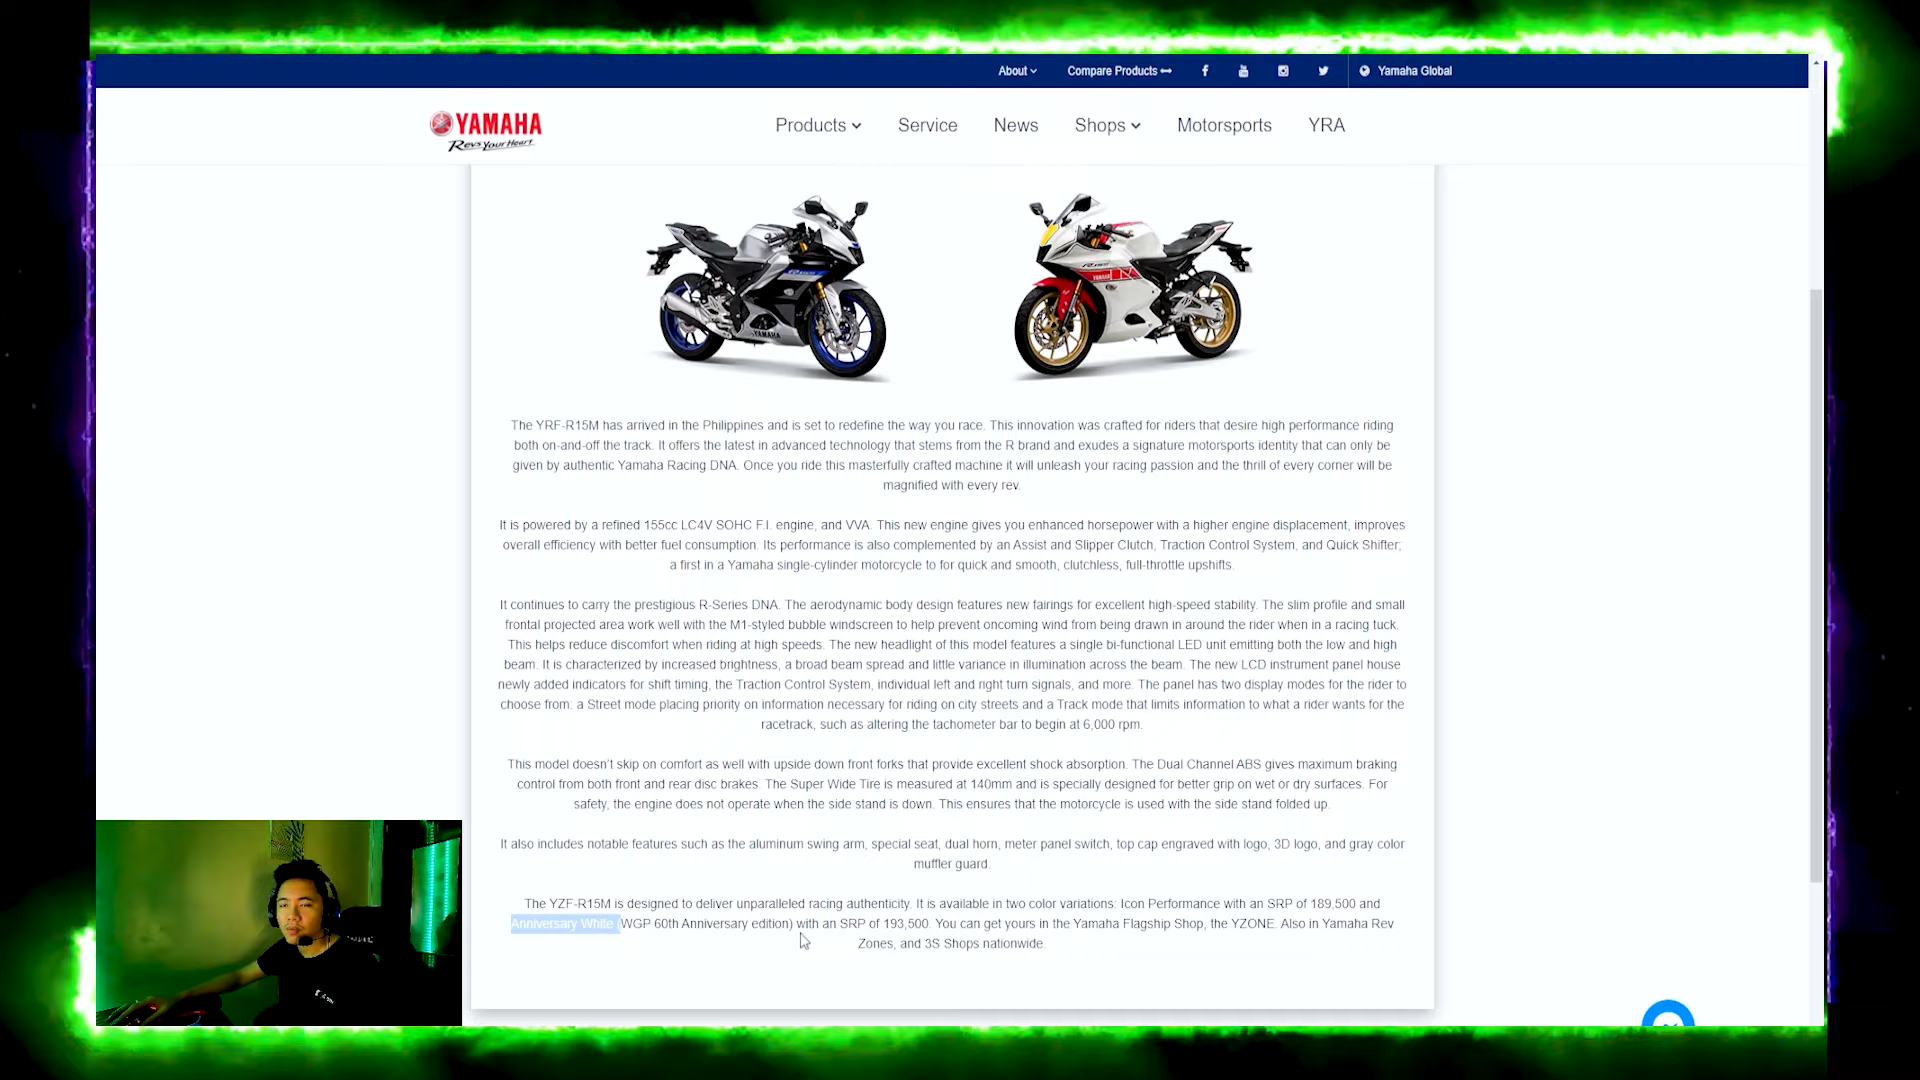 About
Compare Products
Yamaha Global
YAMAHA
Revs Your Heart
Products
Service
News
Shops
Motorsports
YRA
The YRF-R15M has arrived in the Philippines and is set to redefine the way you race. This innovation was crafted for riders that desire high performance riding
both on-and-off the track. It offers the latest in advanced technology that stems from the R brand and exudes a signature motorsports identity that can only be
given by authentic Yamaha Racing DNA. Once you ride this masterfully crafted machine it will unleash your racing passion and the thrill of every corner will be
magnified with every rev.
It is powered by a refined 155cc LC4V SOHC F.I. engine, and VVA. This new engine gives you enhanced horsepower with a higher engine displacement, improves
overall efficiency with better fuel consumption. Its performance is also complemented by an Assist and Slipper Clutch, Traction Control System, and Quick Shifter;
a first in a Yamaha single-cylinder motorcycle to for quick and smooth, clutchless, full-throttle upshifts.
It continues to carry the prestigious R-Series DNA. The aerodynamic body design features new fairings for excellent high-speed stability. The slim profile and small
frontal projected area work well with the M1-styled bubble windscreen to help prevent oncoming wind from being drawn in around the rider when in a racing tuck.
This helps reduce discomfort when riding at high speeds. The new headlight of this model features a single bi-functional LED unit emitting both the low and high
beam. It is characterized by increased brightness, a broad beam spread and little variance in illumination across the beam. The new LCD instrument panel house
newly added indicators for shift timing, the Traction Control System, individual left and right turn signals, and more. The panel has two display modes for the rider to
choose from: a Street mode placing priority on information necessary for riding on city streets and a Track mode that limits information to what a rider wants for the
racetrack, such as altering the tachometer bar to begin at 6,000 rpm.
This model doesn't skip on comfort as well with upside down front forks that provide excellent shock absorption. The Dual Channel ABS gives maximum braking
control from both front and rear disc brakes. The Super Wide Tire is measured at 140mm and is specially designed for better grip on wet or dry surfaces. For
safety, the engine does not operate when the side stand is down. This ensures that the motorcycle is used with the side stand folded up.
It also includes notable features such as the aluminum swing arm, special seat, dual horn, meter panel switch, top cap engraved with logo, 3D logo, and gray color
muffler guard.
The YZF-R15M is designed to deliver unparalleled racing authenticity. It is available in two color variations: Icon Performance with an SRP of 189,500 and
Anniversary White (WGP 60th Anniversary edition) with an SRP of 193,500. You can get yours in the Yamaha Flagship Shop, the YZONE. Also in Yamaha Rev
Zones, and 3S Shops nationwide.